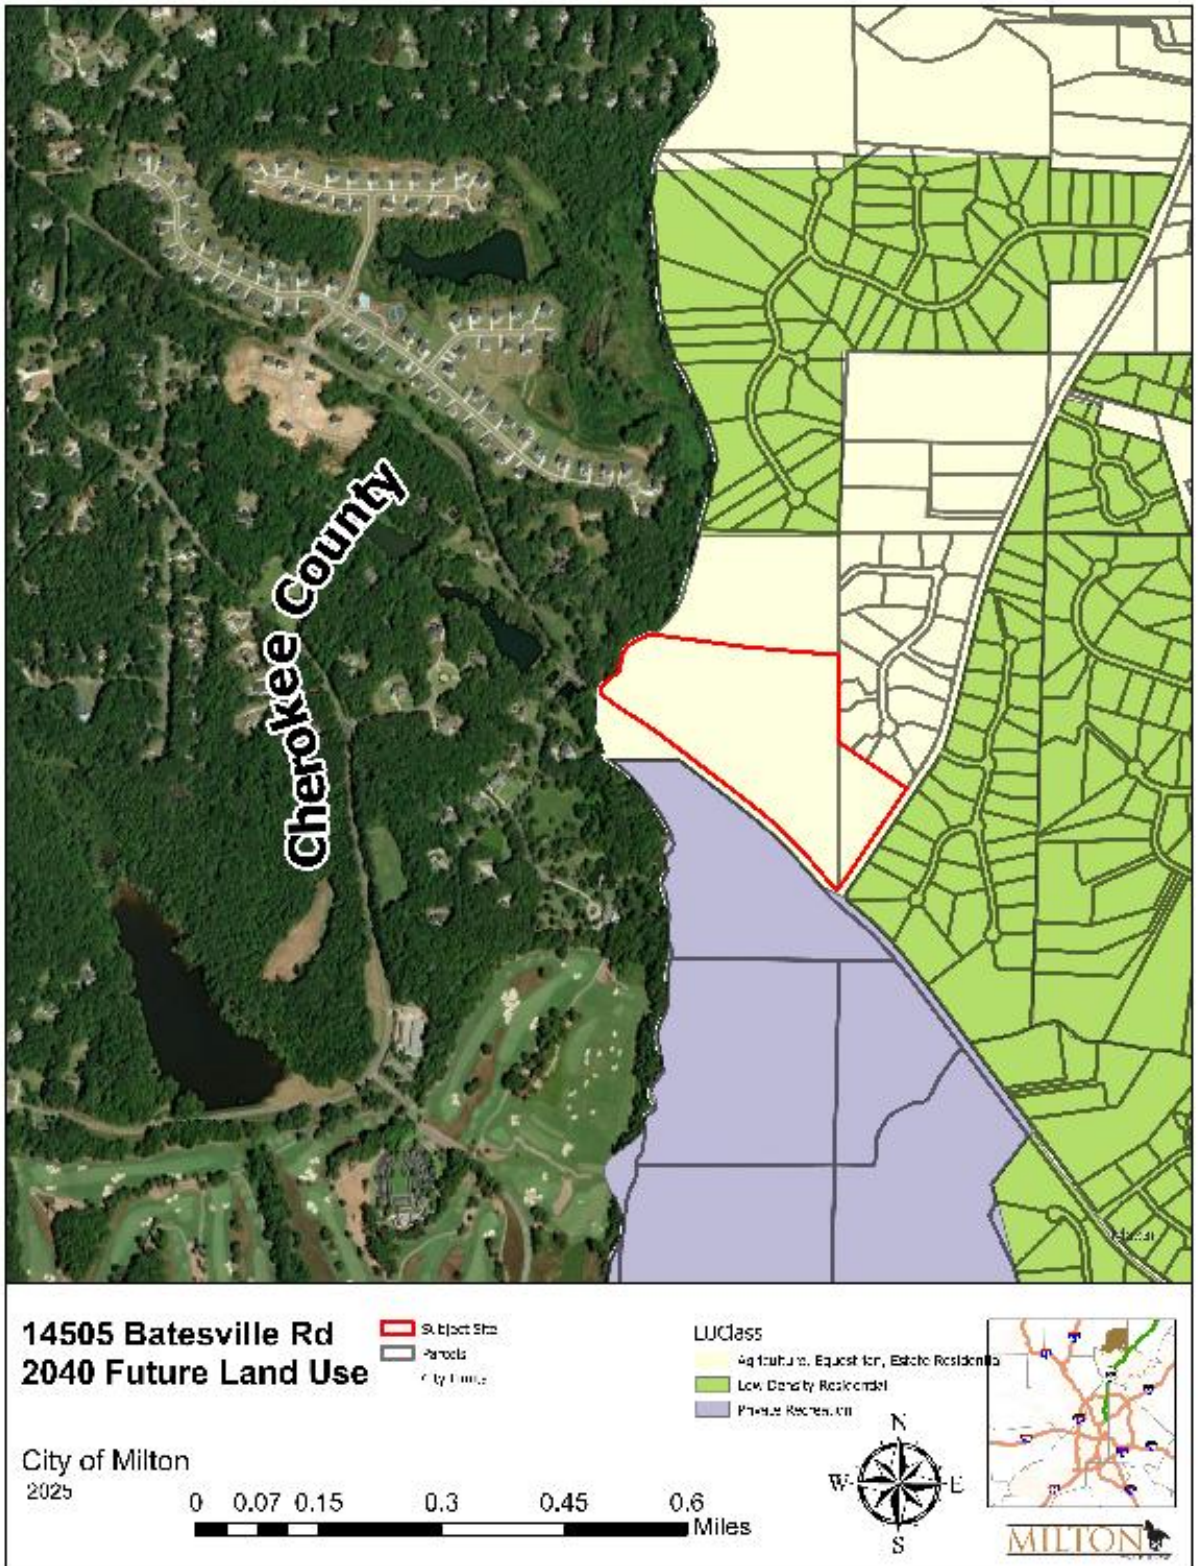 Cherokee County
14505 Batesville Rd
2040 Future Land Use
Subject Site
Parcels
City Limits
LUClass
Agriculture, Equestrian, Estate Residential
Low Density Residential
Private Recreation
City of Milton
2025
0 0.07 0.15 0.3 0.45 0.6
Miles
N
W E
S
MILTON